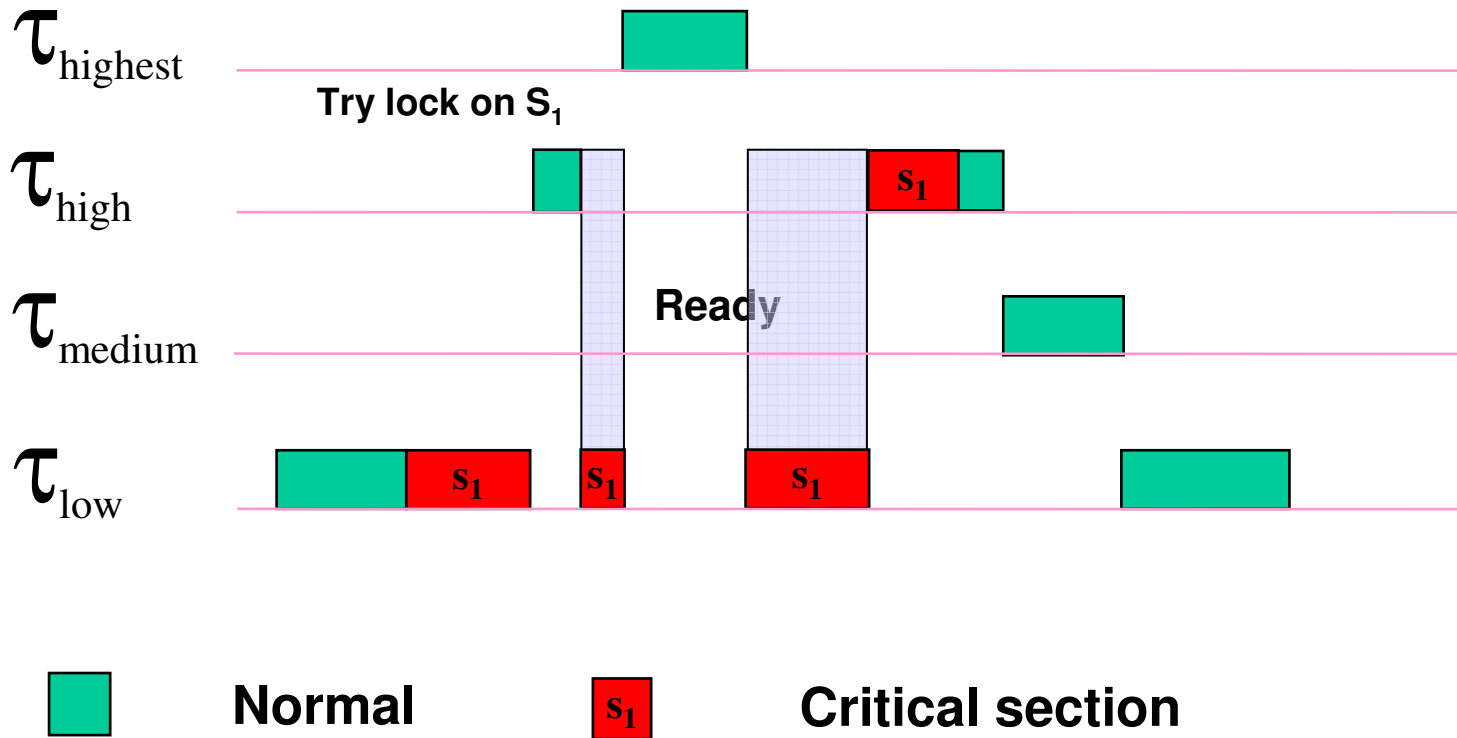 τhighest
Try lock on S1
τhigh
s1
Ready
τmedium
τlow
s1 s1 s1
Normal s1 Critical section